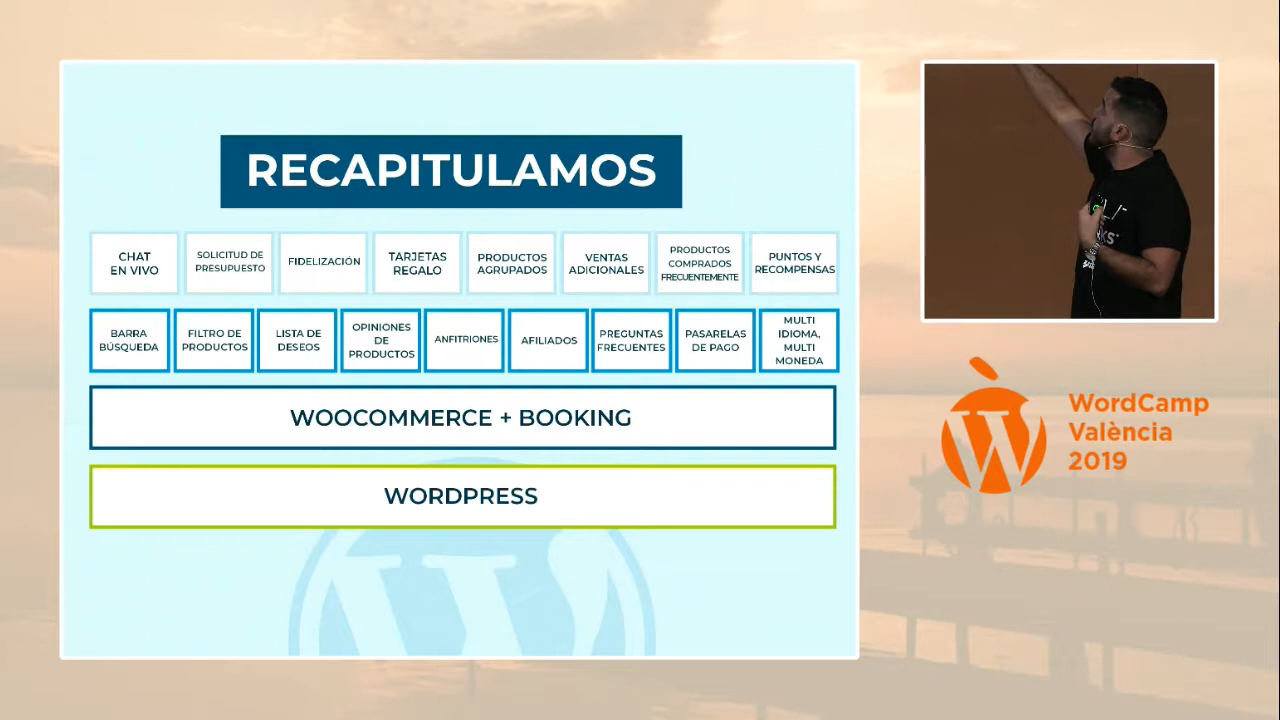 RECAPITULAMOS
CHAT
EN VIVO
SOLICITUD DE
PRESUPUESTO
FIDELIZACIÓN
TARJETAS
REGALO
PRODUCTOS
AGRUPADOS
VENTAS
ADICIONALES
PRODUCTOS
COMPRADOS
FRECUENTEMENTE
PUNTOS Y
RECOMPENSAS
BARRA
BÚSQUEDA
FILTRO DE
PRODUCTOS
LISTA DE
DESEOS
OPINIONES
DE
PRODUCTOS
ANFITRIONES
AFILIADOS
PREGUNTAS
FRECUENTES
PASARELAS
DE PAGO
MULTI
IDIOMA,
MULTI
MONEDA
WOOCOMMERCE + BOOKING
WORDPRESS
WordCamp
València
2019